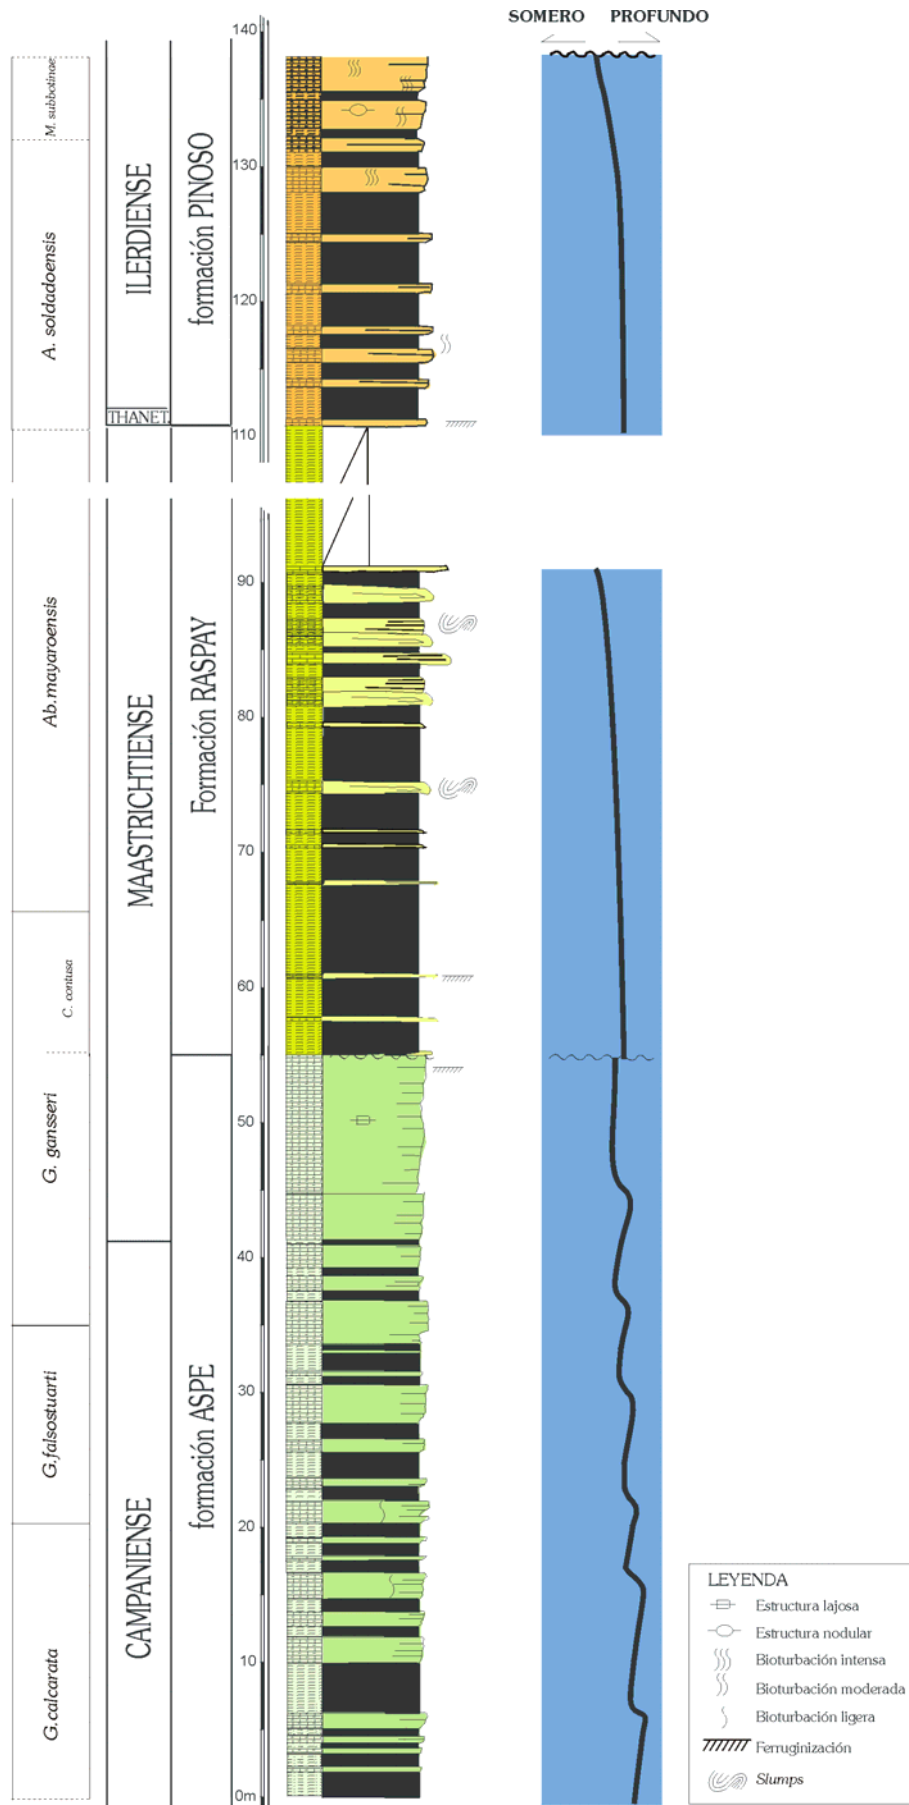 SOMERO PROFUNDO
140
130
120
110
90
80
70
60
50
40
30
20
10
0m
M. subbotinae
A. soldadoensis
Ab.mayaroensis
C. contusa
G. gansseri
G.falsostuarti
G.calcarata
ILERDIENSE
THANET.
MAASTRICHTIENSE
CAMPANIENSE
formación PINOSO
Formación RASPAY
formación ASPE
LEYENDA
Estructura lajosa
Estructura nodular
Bioturbación intensa
Bioturbación moderada
Bioturbación ligera
Ferruginización
Slumps